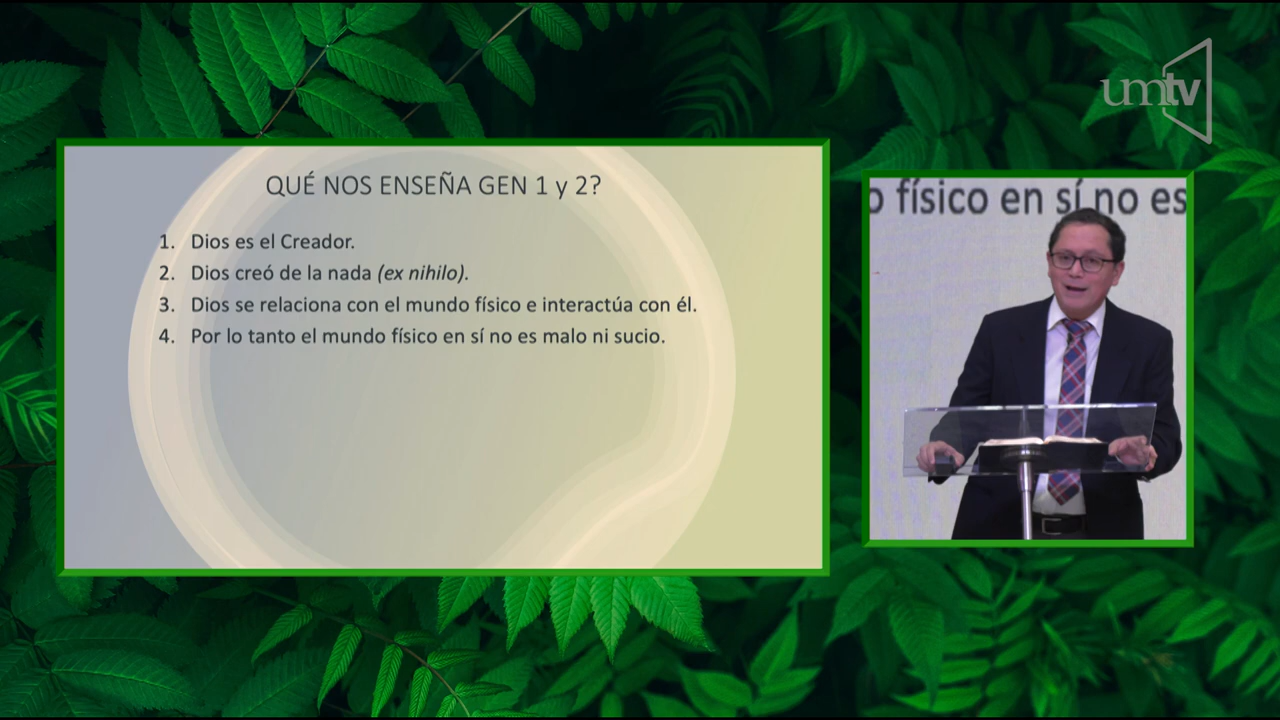 umtv
QUÉ NOS ENSEÑA GEN 1 y 2?
1. Dios es el Creador.
2. Dios creó de la nada (ex nihilo).
3. Dios se relaciona con el mundo físico e interactúa con él.
4. Por lo tanto el mundo físico en sí no es malo ni sucio.
o físico en sí no es